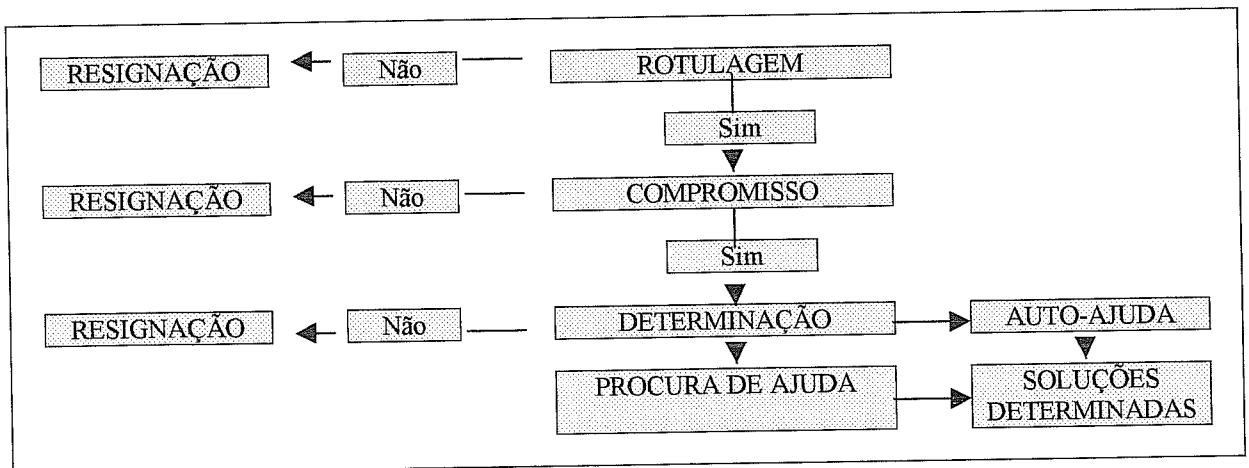 RESIGNAÇÃO Não ROTULAGEM
Sim
RESIGNAÇÃO Não COMPROMISSO
Sim
RESIGNAÇÃO Não DETERMINAÇÃO AUTO-AJUDA
PROCURA DE AJUDA SOLUÇÕES
DETERMINADAS